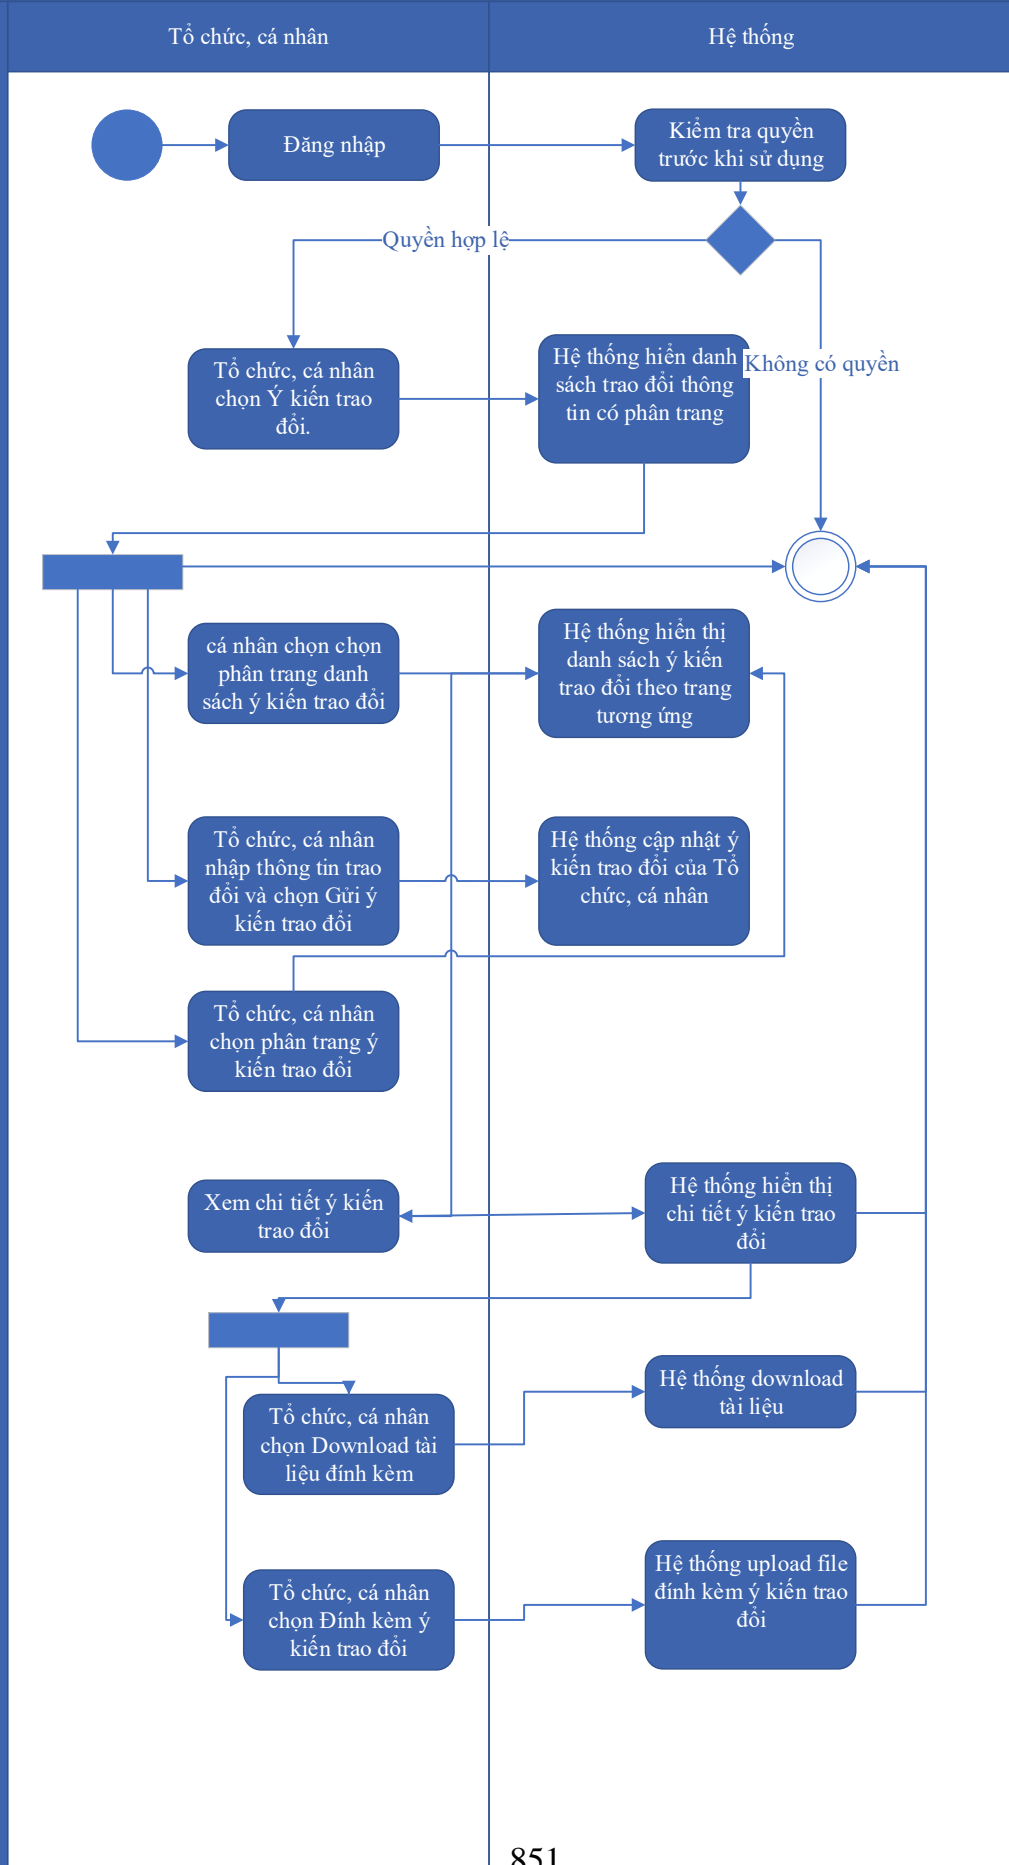 Tổ chức, cá nhân
Hệ thống
Đăng nhập
Kiểm tra quyền
trước khi sử dụng
Quyền hợp lệ
Tổ chức, cá nhân
chọn Ý kiến trao
đổi.
Hệ thống hiển danh
sách trao đổi thông
tin có phân trang
Không có quyền
cá nhân chọn chọn
phân trang danh
sách ý kiến trao đổi
Hệ thống hiển thị
danh sách ý kiến
trao đổi theo trang
tương ứng
Tổ chức, cá nhân
nhập thông tin trao
đổi và chọn Gửi ý
kiến trao đổi
Hệ thống cập nhật ý
kiến trao đổi của Tổ
chức, cá nhân
Tổ chức, cá nhân
chọn phân trang ý
kiến trao đổi
Xem chi tiết ý kiến
trao đổi
Hệ thống hiển thị
chi tiết ý kiến trao
đổi
Tổ chức, cá nhân
chọn Download tài
liệu đính kèm
Hệ thống download
tài liệu
Tổ chức, cá nhân
chọn Đính kèm ý
kiến trao đổi
Hệ thống upload file
đính kèm ý kiến trao
đổi
851